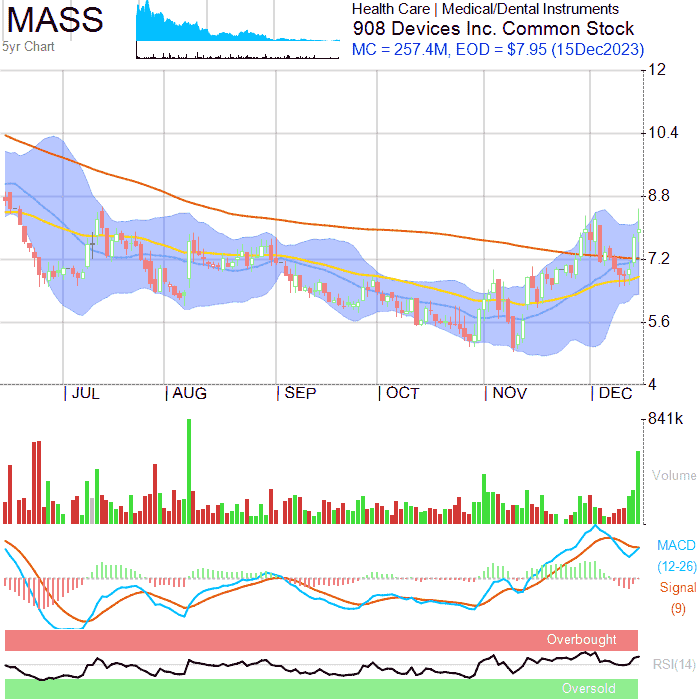 MASS
5yr Chart
Health Care | Medical/Dental Instruments
908 Devices Inc. Common Stock
MC = 257.4M, EOD = $7.95 (15Dec2023)
12
10.4
8.8
7.2
5.6
4
| JUL | AUG | SEP | OCT | NOV | DEC
841k
Volume
MACD
(12-26)
Signal
(9)
Overbought
RSI(14)
Oversold